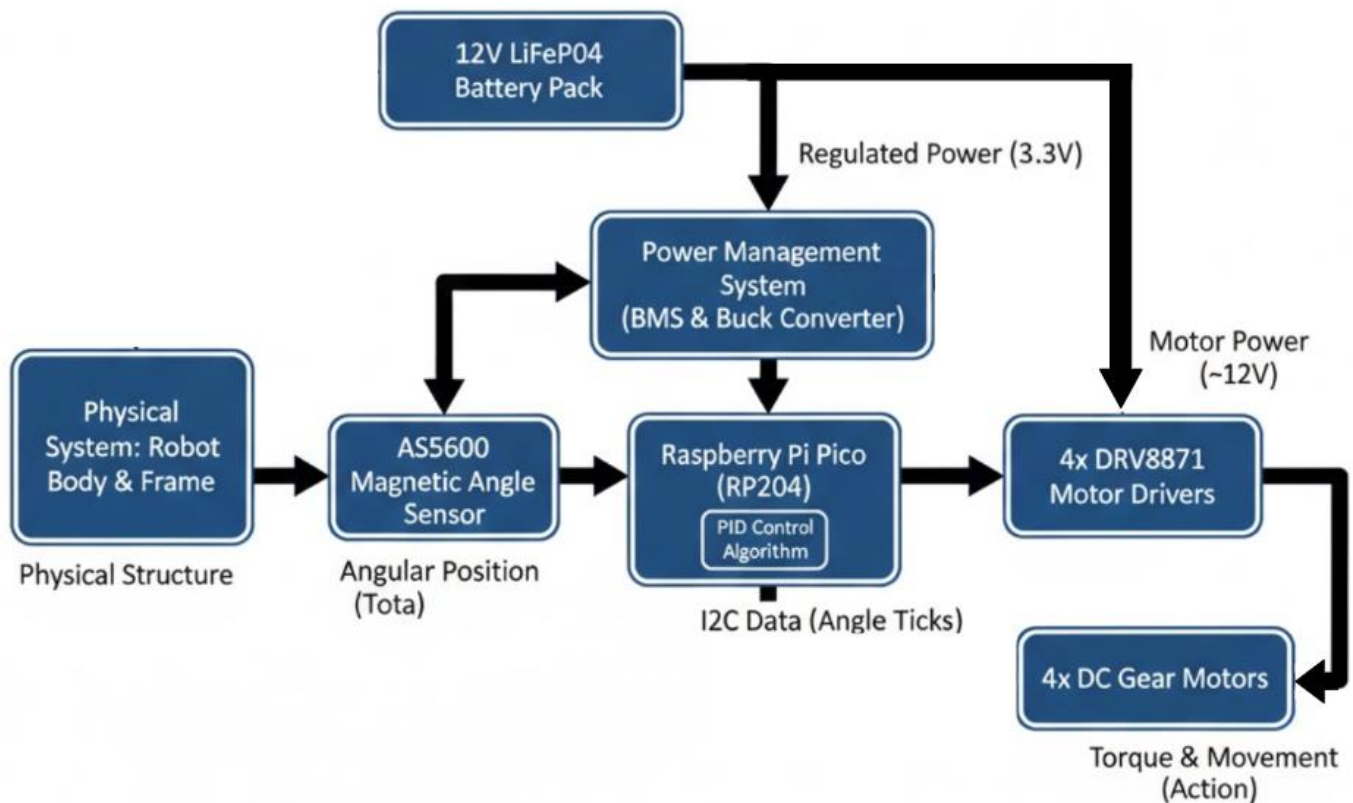 12V LiFeP04
Battery Pack
Regulated Power (3.3V)
Power Management
System
(BMS & Buck Converter)
Motor Power
(~12V)
Physical
System: Robot
Body & Frame
Physical Structure
AS5600
Magnetic Angle
Sensor
Angular Position
(Tota)
Raspberry Pi Pico
(RP204)
PID Control
Algorithm
I2C Data (Angle Ticks)
4x DRV8871
Motor Drivers
4x DC Gear Motors
Torque & Movement
(Action)